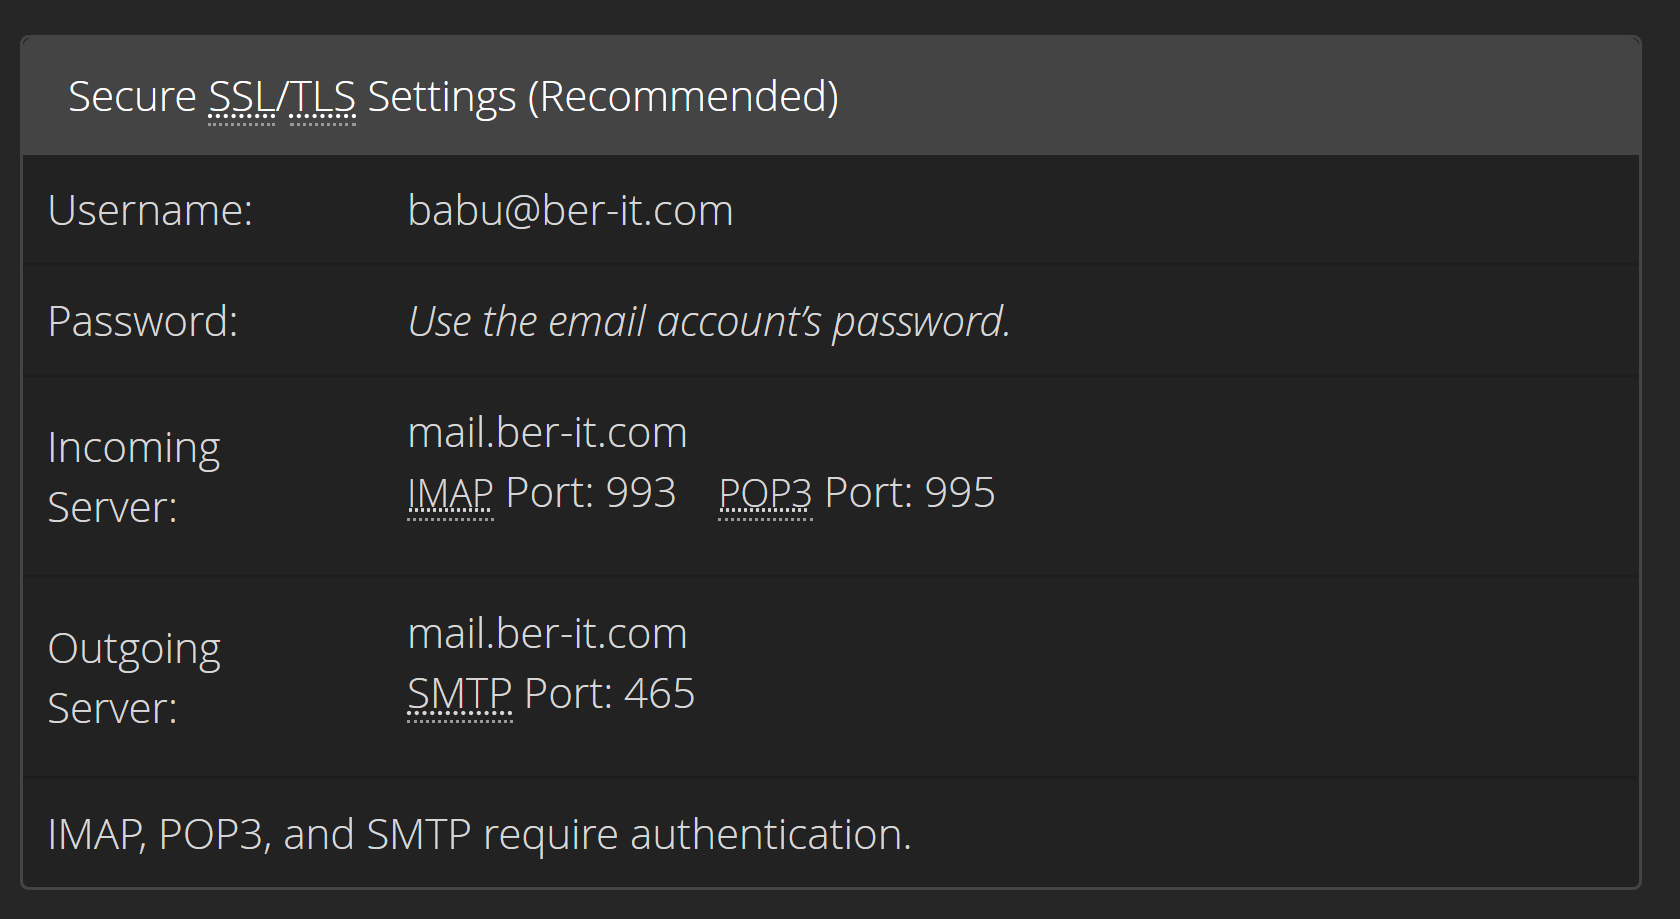 Secure SSL/TLS Settings (Recommended)
Username: babu@ber-it.com
Password: Use the email account’s password.
Incoming
Server:
mail.ber-it.com
IMAP Port: 993 POP3 Port: 995
Outgoing
Server:
mail.ber-it.com
SMTP Port: 465
IMAP, POP3, and SMTP require authentication.